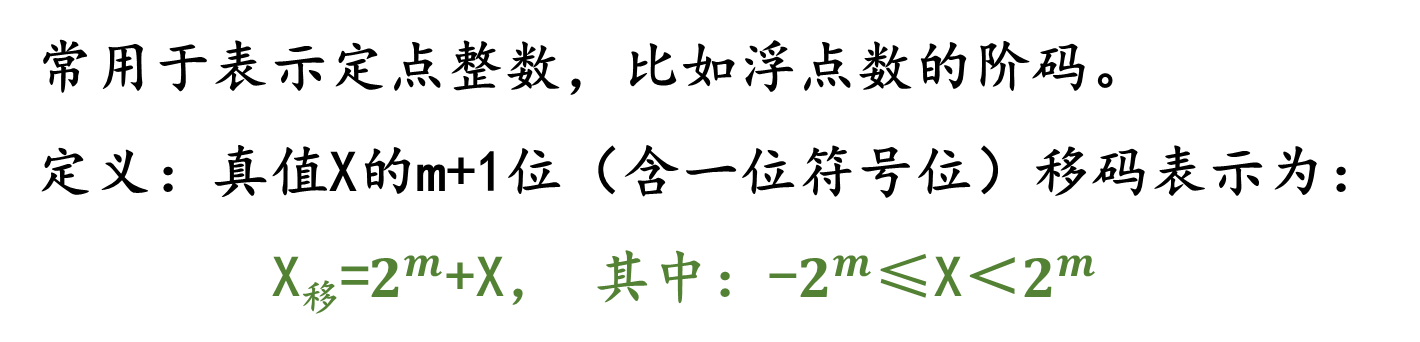 常用于表示定点整数，比如浮点数的阶码。
定义：真值X的m+1位（含一位符号位）移码表示为：
X移=2^m+X， 其中：-2^m≤X＜2^m